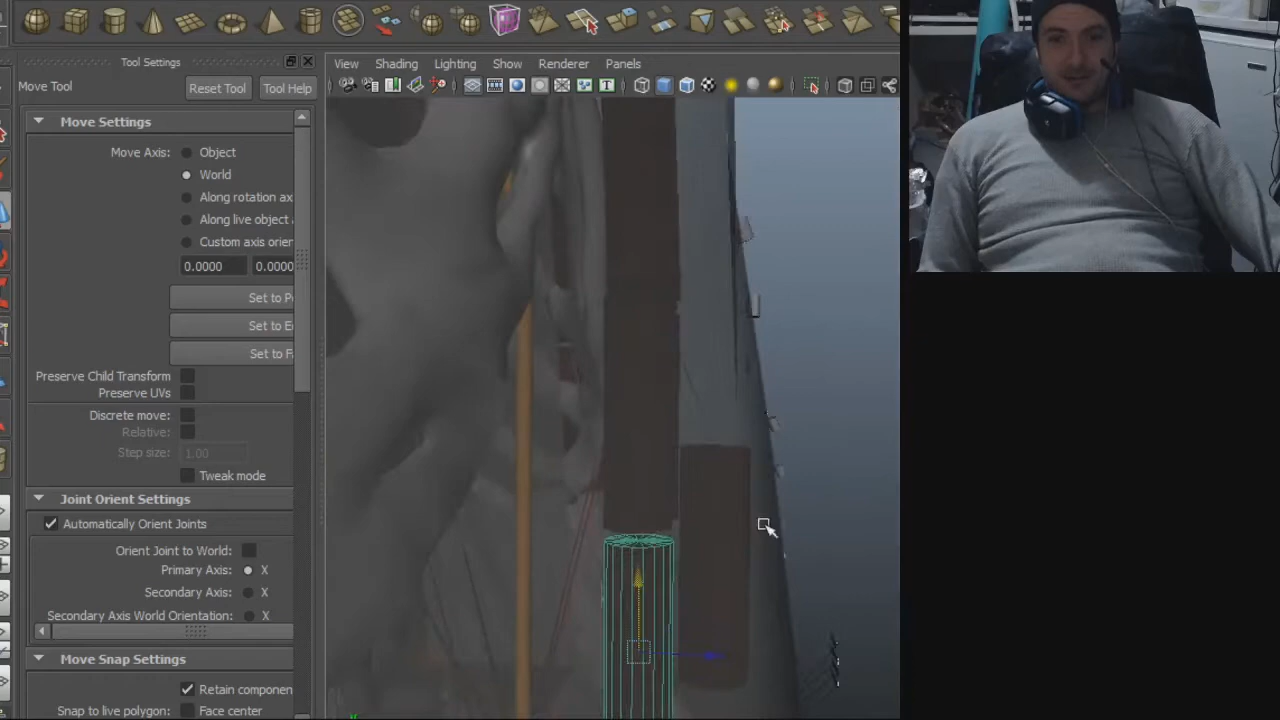 Tool Settings
View Shading Lighting Show Renderer Panels
Move Tool Reset Tool Tool Help
Move Settings
Move Axis: Object
World
Along rotation ax
Along live object
Custom axis orier
0.0000 0.0000
Set to P
Set to E
Set to F
Preserve Child Transform
Preserve UVs
Discrete move:
Relative:
Step size: 1.00
Tweak mode
Joint Orient Settings
Automatically Orient Joints
Orient Joint to World:
Primary Axis: X
Secondary Axis: X
Secondary Axis World Orientation: X
Move Snap Settings
Retain componen
Snap to live polygon: Face center